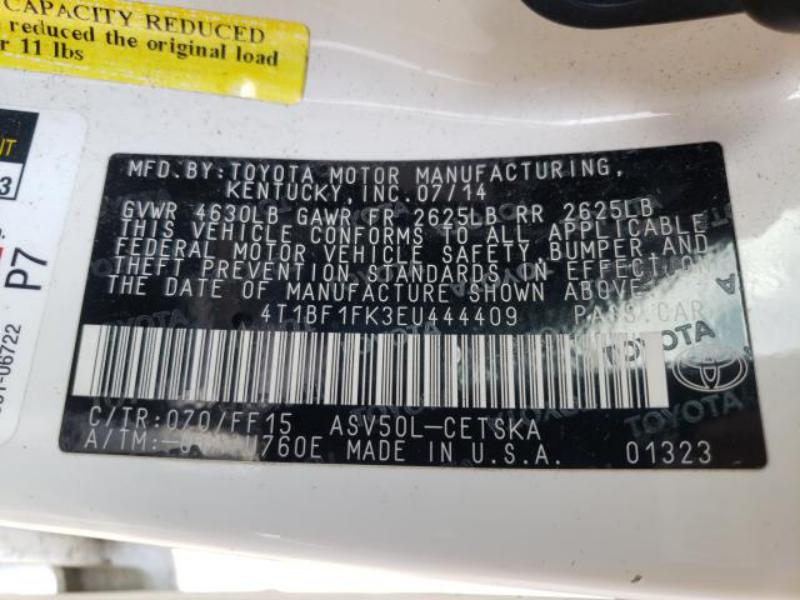 CAPACITY REDUCED
reduced the original load
r 11 lbs
3
P7
06722
MFD.BY:TOYOTA MOTOR MANUFACTURING,
KENTUCKY, INC.07/14
GVWR 4630LB GAWR FR 2625LB RR 2625LB
THIS VEHICLE CONFORMS TO ALL APPLICABLE
FEDERAL MOTOR VEHICLE SAFETY,BUMPER,AND
THEFT PREVENTION STANDARDS IN EFFECT ON
THE DATE OF MANUFACTURE SHOWN ABOVE.
4T1BF1FK3EU444409 PASS.CAR
TOYOTA
C/TR:070/FF15 ASV50L-CETSKA
A/TM:- U760E MADE IN U.S.A. 01323